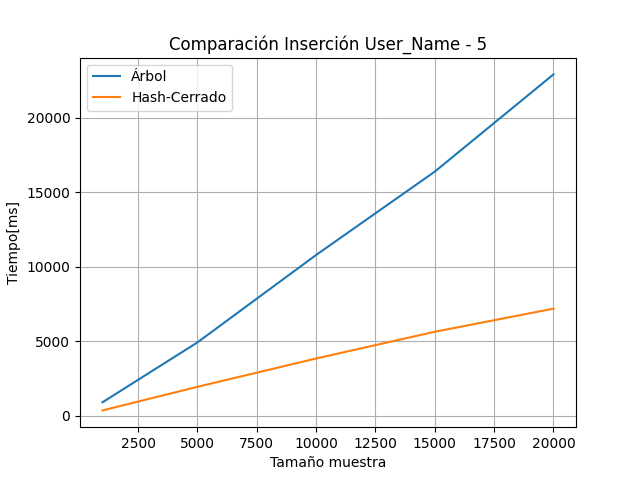 Comparación Inserción User_Name - 5
Árbol
Hash-Cerrado
Tiempo[ms]
20000
15000
10000
5000
0
2500 5000 7500 10000 12500 15000 17500 20000
Tamaño muestra